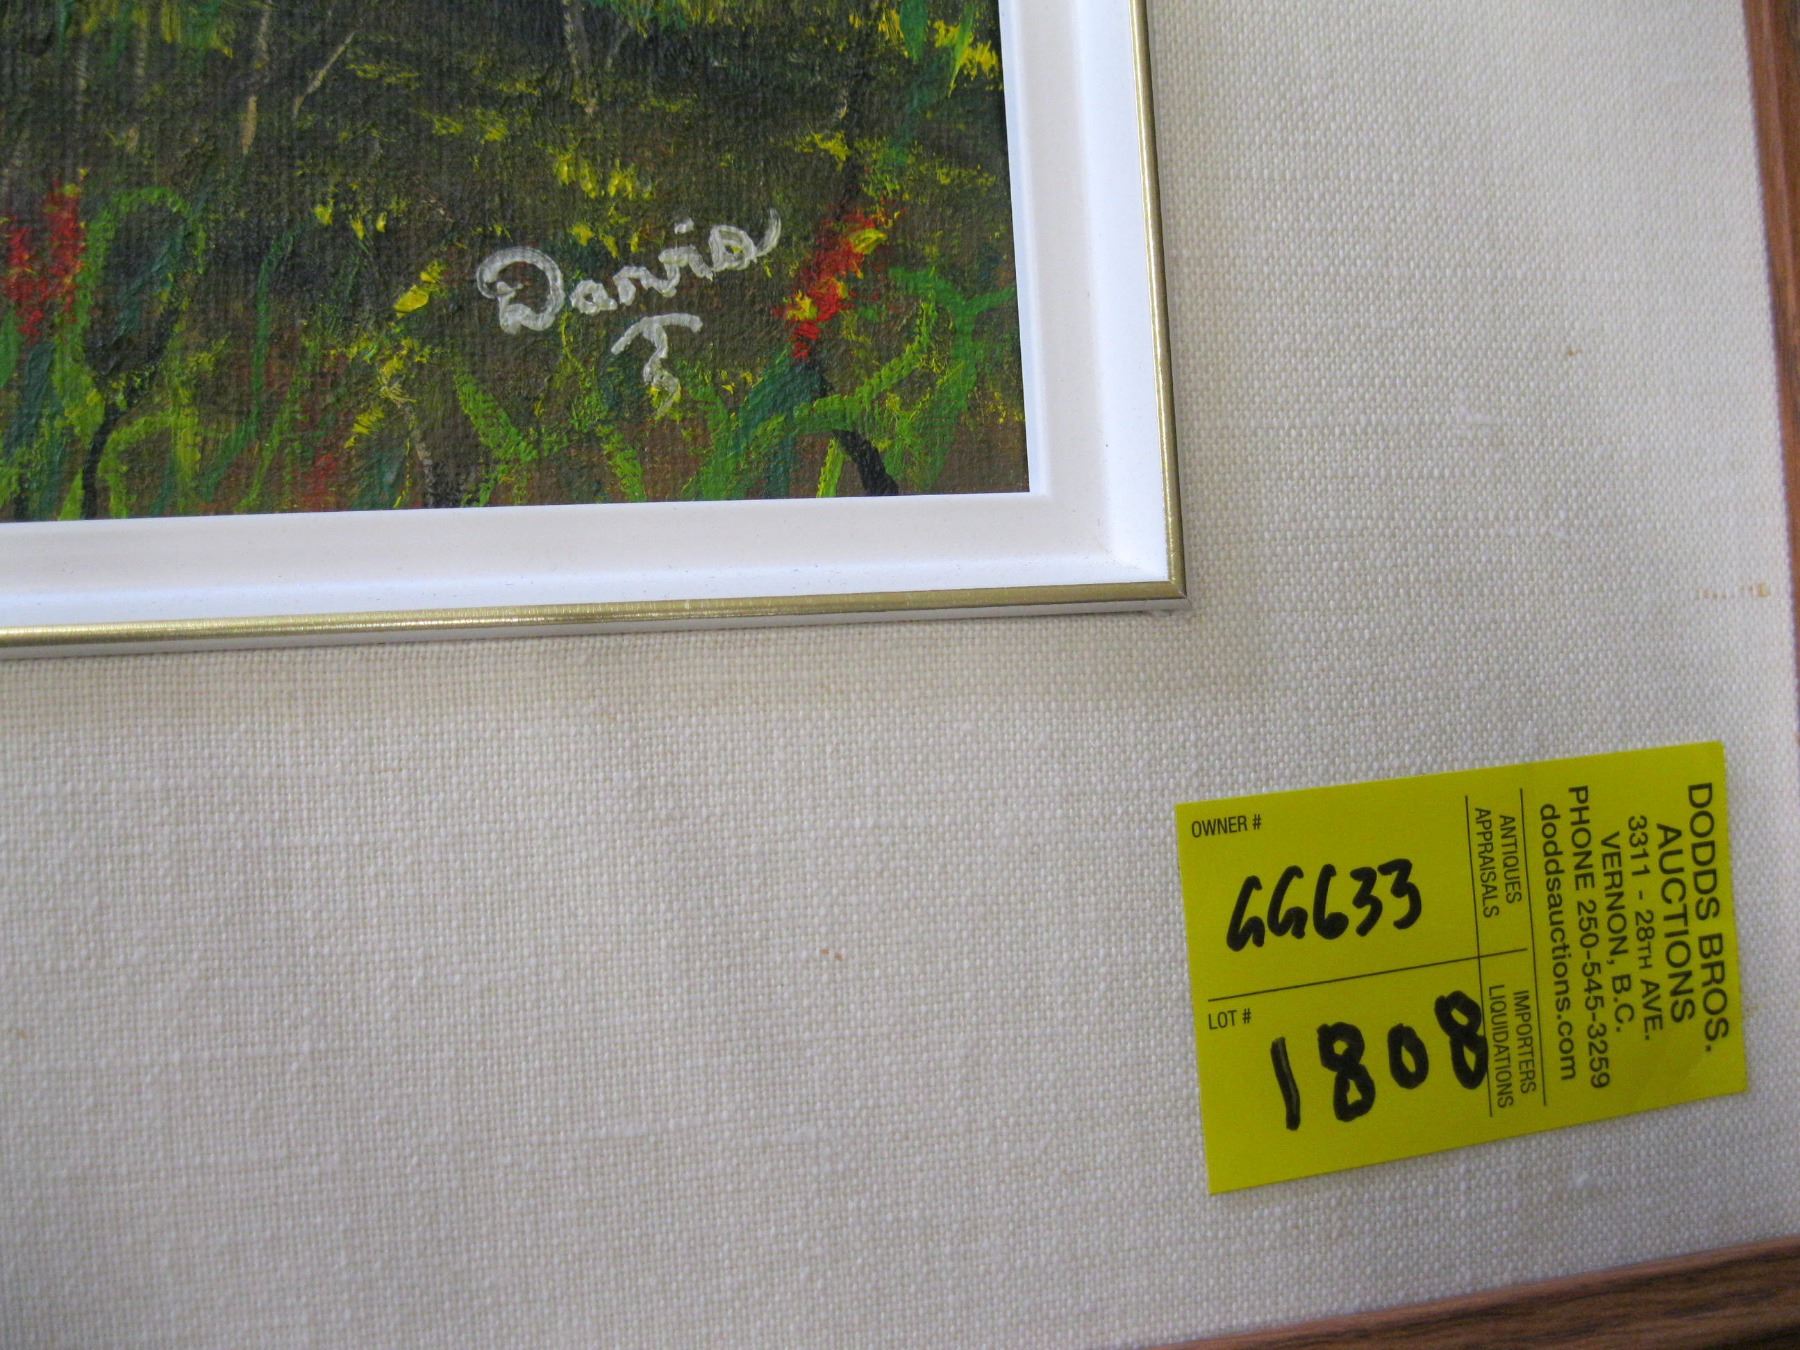 Darvis
OWNER #
GG633
LOT #
1808
ANTIQUES
APPRAISALS
IMPORTERS
LIQUIDATIONS
DODDS BROS.
AUCTIONS
3311 - 28TH AVE.
VERNON, B.C.
PHONE 250-545-3259
doddsauctions.com